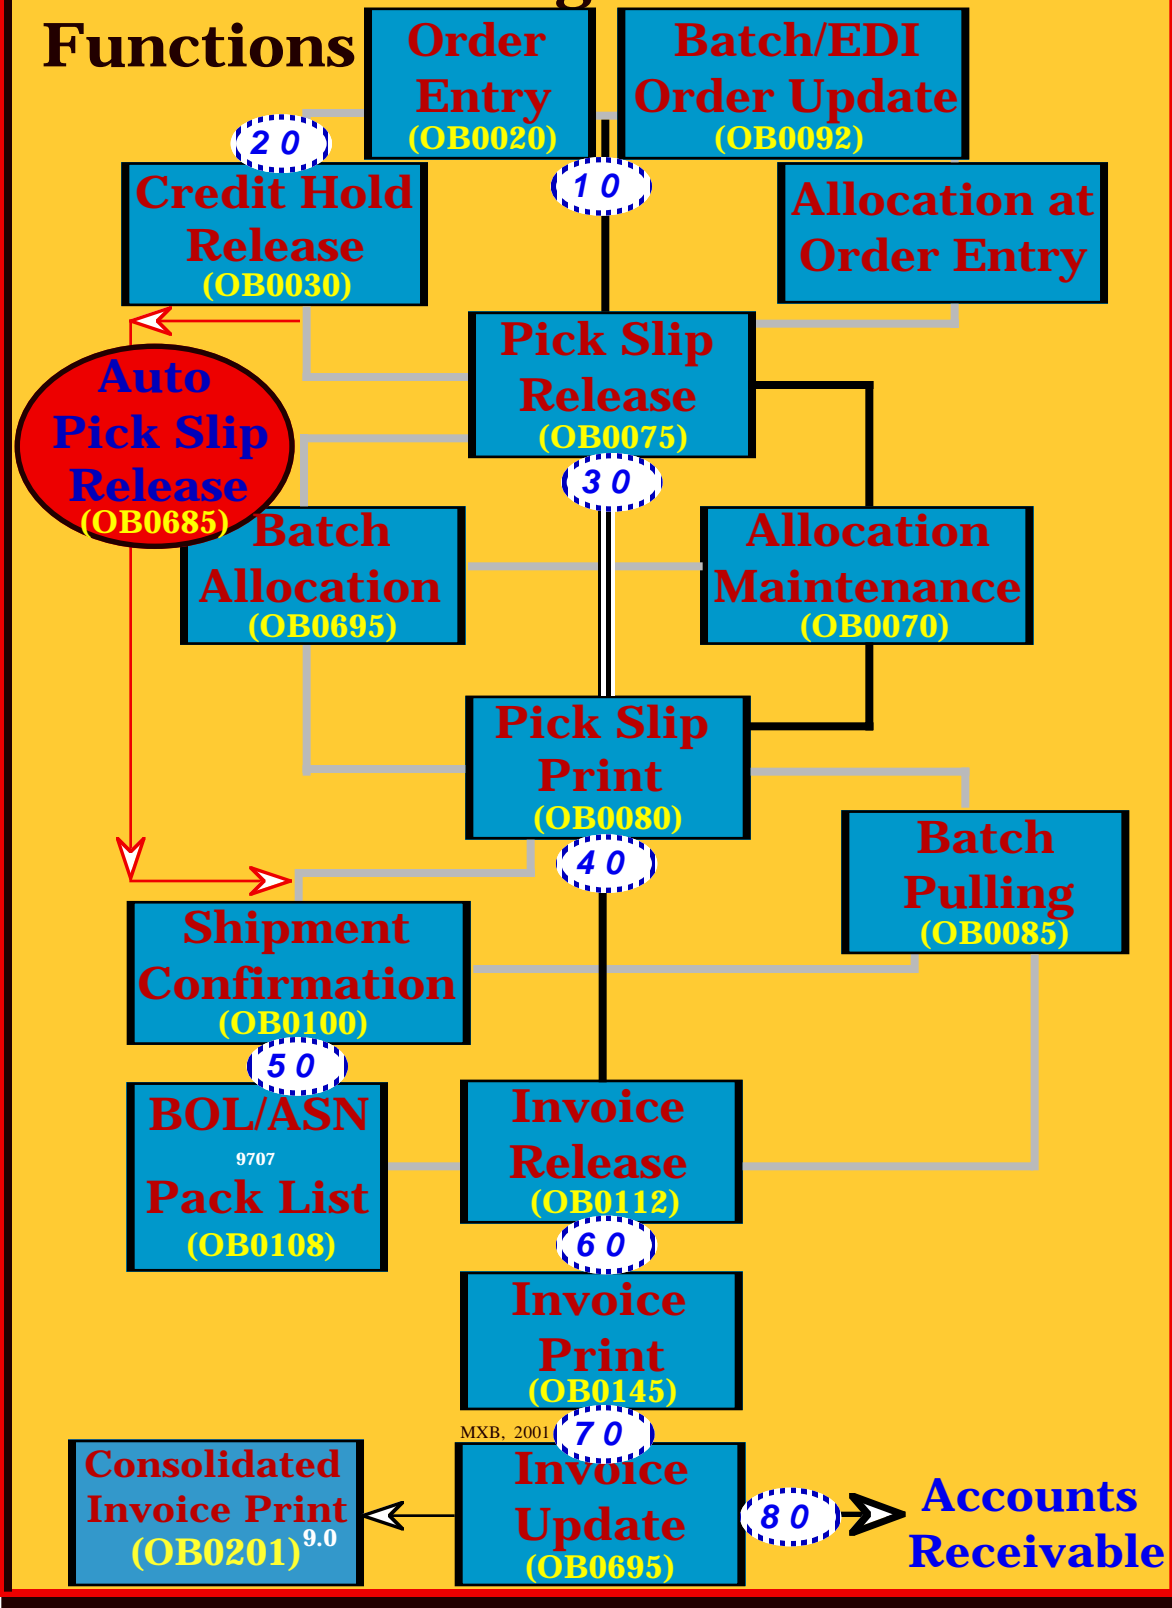 Functions
Order
Entry
(OB0020)
Batch/EDI
Order Update
(OB0092)
20
10
Credit Hold
Release
(OB0030)
Allocation at
Order Entry
Pick Slip
Release
(OB0075)
Auto
Pick Slip
Release
(OB0685)
30
Batch
Allocation
(OB0695)
Allocation
Maintenance
(OB0070)
Pick Slip
Print
(OB0080)
40
Batch
Pulling
(OB0085)
Shipment
Confirmation
(OB0100)
50
BOL/ASN
9707
Pack List
(OB0108)
Invoice
Release
(OB0112)
60
Invoice
Print
(OB0145)
MXB, 2001
70
Consolidated
Invoice Print
(OB0201) 9.0
Invoice
Update
(OB0695)
80
Accounts
Receivable